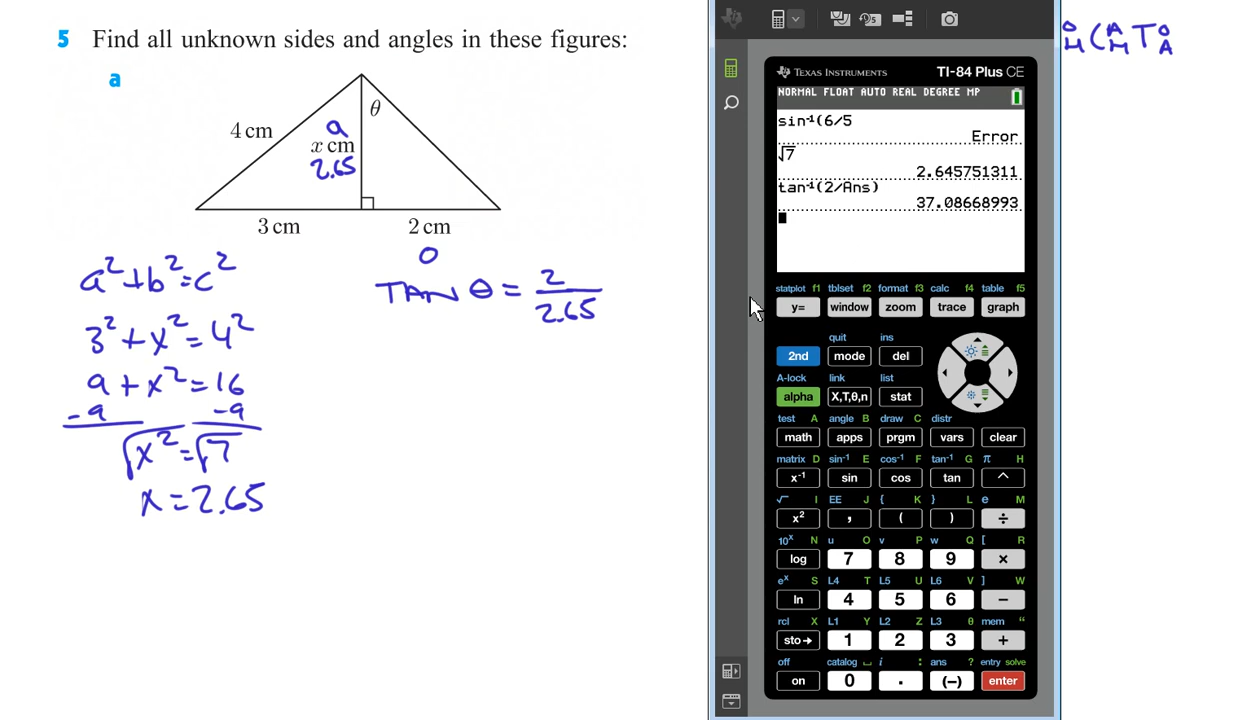 5 Find all unknown sides and angles in these figures:
a
θ
4 cm
a
x cm
2.65
3 cm
2 cm
O
a²+b²=c²
3²+x²=4²
9+x²=16
-9 -9
√x²=√7
x=2.65
TAN θ = 2/2.65
TEXAS INSTRUMENTS TI-84 Plus CE
NORMAL FLOAT AUTO REAL DEGREE MP
sin⁻¹(6/5
Error
√7
2.645751311
tan⁻¹(2/Ans)
37.08668993
statplot f1 tblset f2 format f3 calc f4 table f5
y= window zoom trace graph
quit ins
2nd mode del
A-lock link list
alpha X,T,θ,n stat
test A angle B draw C distr
math apps prgm vars clear
matrix D sin⁻¹ E cos⁻¹ F tan⁻¹ G π H
x⁻¹ sin cos tan ^
√ I EE J { K } L e M
x² , ( ) ÷
10ˣ N u O v P w Q [ R
log 7 8 9 ×
eˣ S L4 T L5 U L6 V ] W
ln 4 5 6 −
rcl X L1 Y L2 Z L3 θ mem "
sto→ 1 2 3 +
off catalog ⎵ i : ans ? entry solve
on 0 . (–) enter
O A O
H C H T A